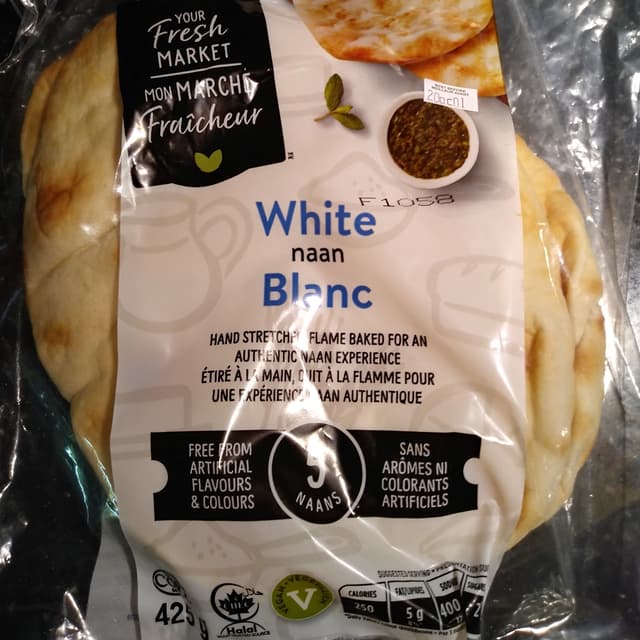 YOUR
Fresh
MARKET
MON MARCHÉ
Fraîcheur
F1058
White
naan
Blanc
HAND STRETCHED, FLAME BAKED FOR AN
AUTHENTIC NAAN EXPERIENCE
ÉTIRÉ À LA MAIN, CUIT À LA FLAMME POUR
UNE EXPÉRIENCE NAAN AUTHENTIQUE
FREE FROM
ARTIFICIAL
FLAVOURS
& COLOURS
5
NAANS
SANS
ARÔMES NI
COLORANTS
ARTIFICIELS
425 g
Halal
VEGAN
V
CALORIES
250
FAT/LIPIDES
5 g
400